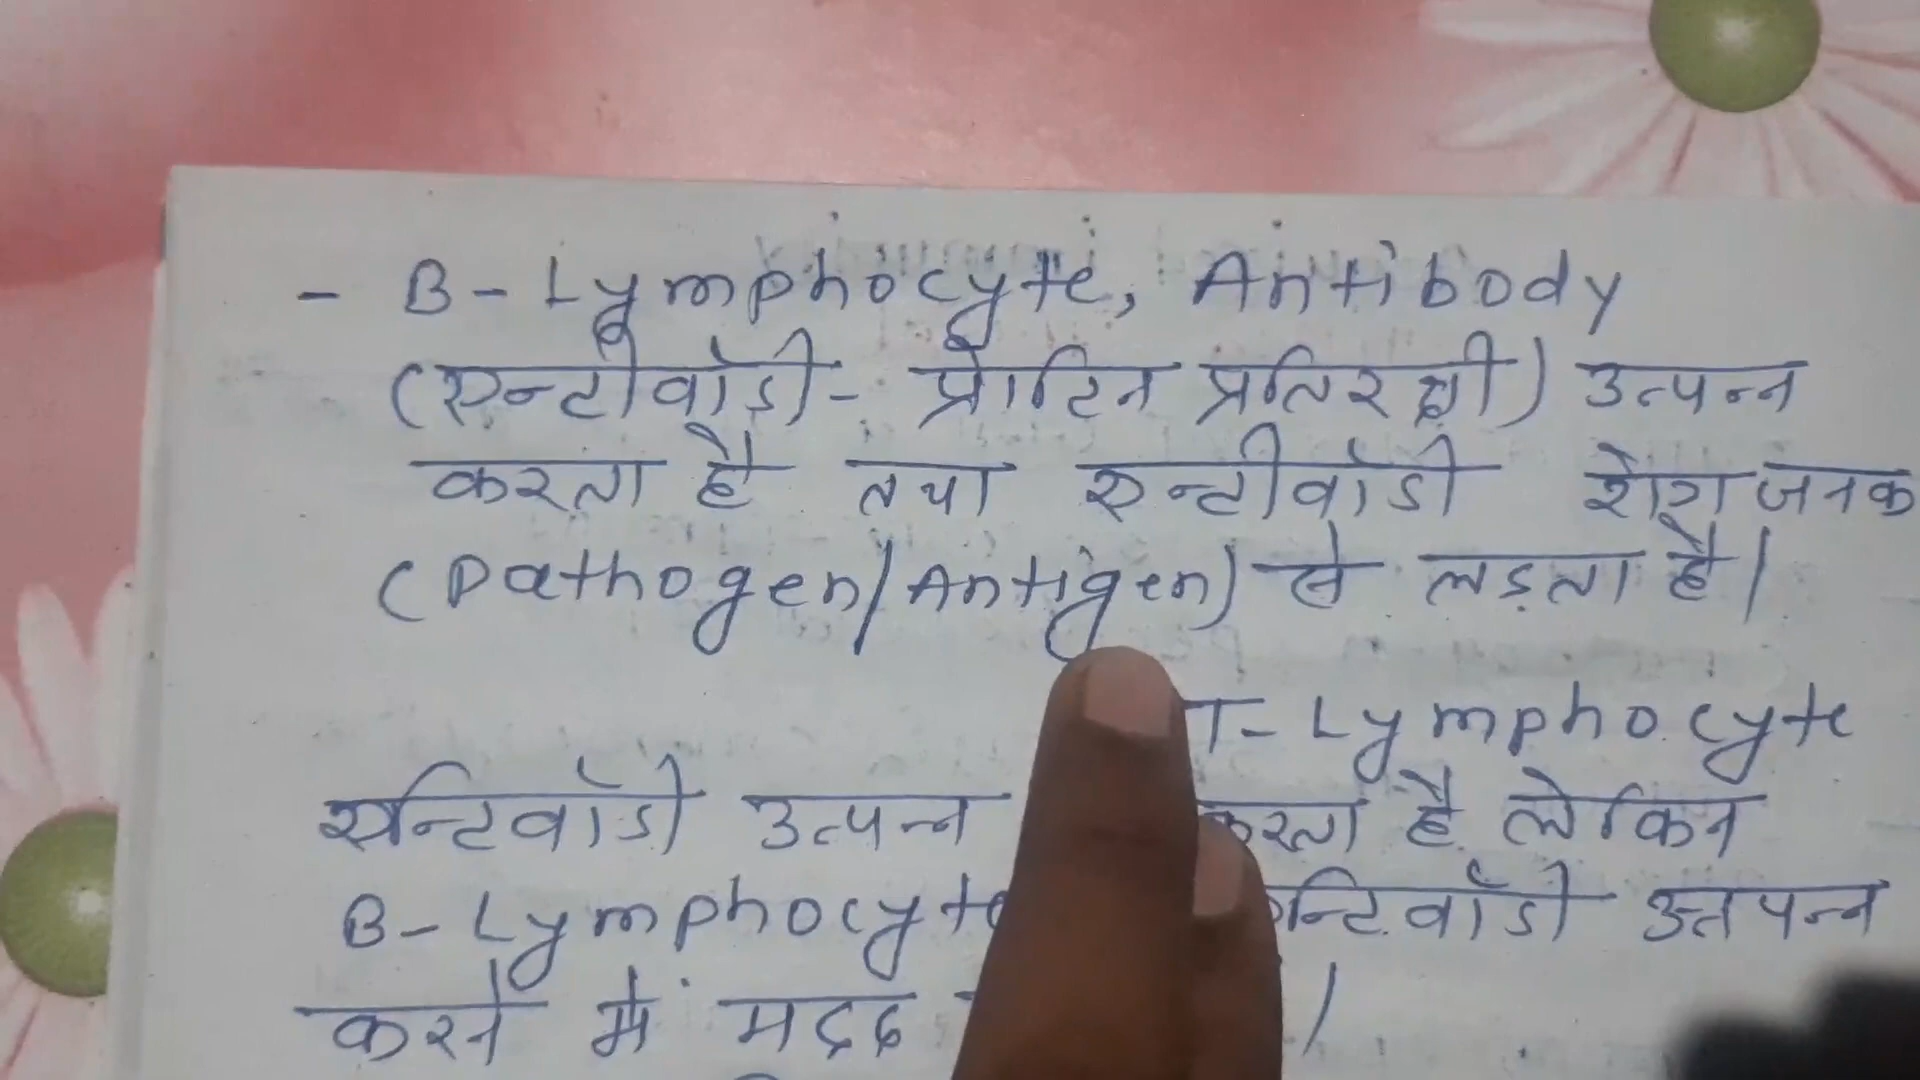 - B-Lymphocyte, Antibody
(एन्टीवॉडी- प्रोटिन प्रतिरक्षी) उत्पन्न
करता है तथा एन्टीवॉडी रोगजनक
(Pathogen/Antigen) से लड़ता है।
T-Lymphocyte
एन्टिवॉडी उत्पन्न करता है लेकिन
B-Lymphocyte एन्टिवॉडी उत्तपन्न
करने में मदद ।